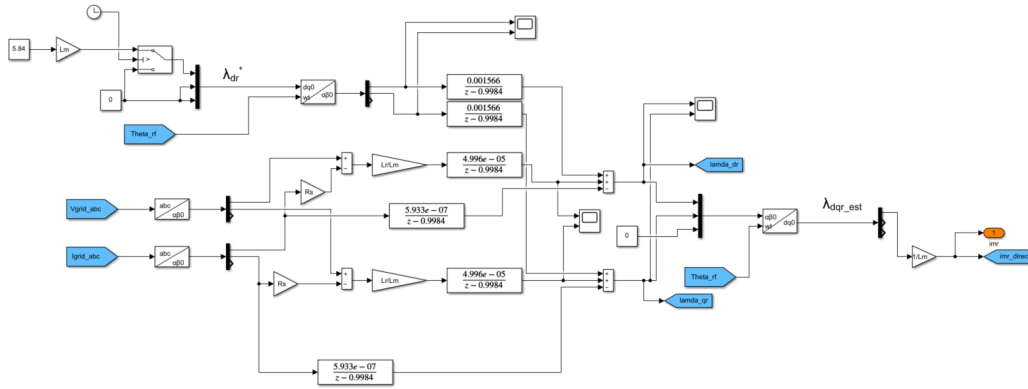 5.84
Lm
>
0
λdr*
dq0
wt
αβ0
Theta_rf
0.001566
z − 0.9984
0.001566
z − 0.9984
+
−
Lr/Lm
4.996e − 05
z − 0.9984
+
+
−
lamda_dr
Rs
Vgrid_abc
abc
αβ0
5.933e − 07
z − 0.9984
λdqr_est
αβ0
wt
dq0
0
1
imr
1/Lm
imr_direct
Igrid_abc
abc
αβ0
Rs
+
−
Lr/Lm
4.996e − 05
z − 0.9984
+
+
−
Theta_rf
lamda_qr
5.933e − 07
z − 0.9984